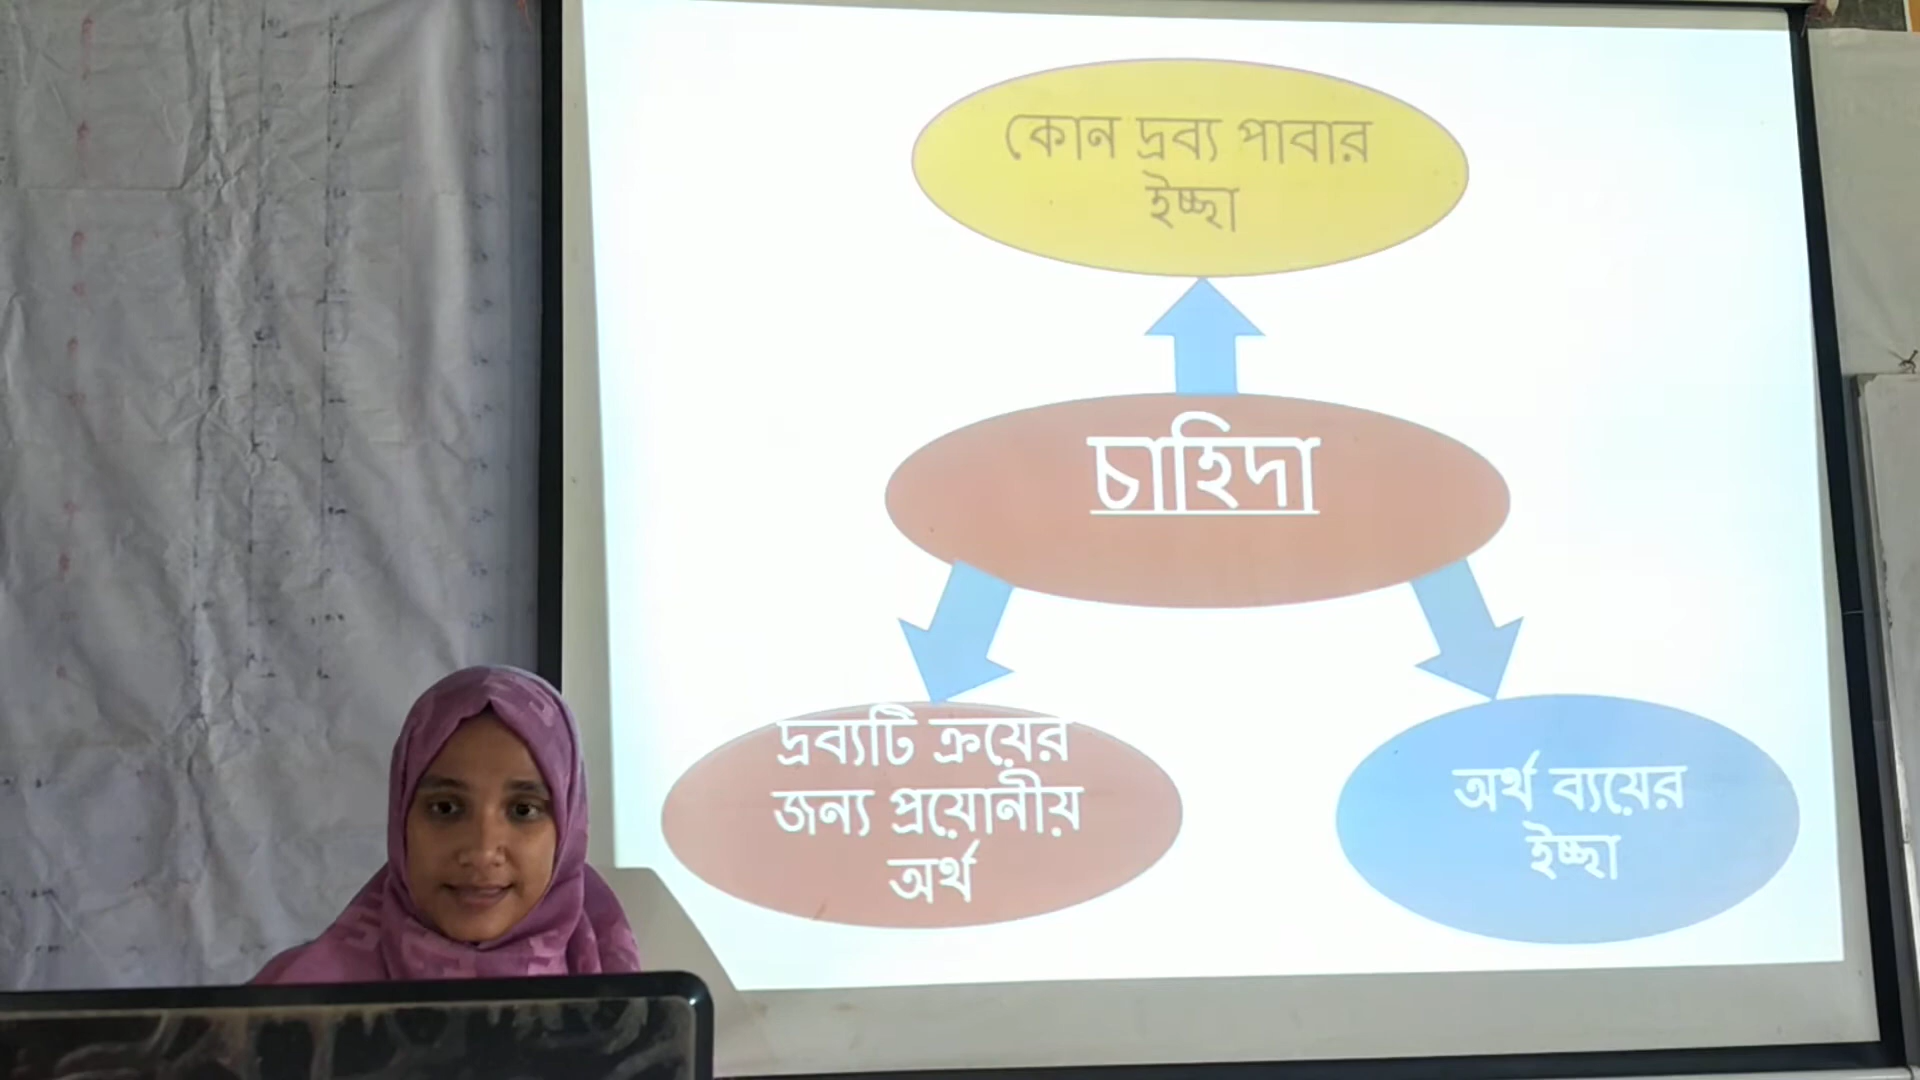 কোন দ্রব্য পাবার
ইচ্ছা
চাহিদা
দ্রব্যটি ক্রয়ের
জন্য প্রয়োনীয়
অর্থ
অর্থ ব্যয়ের
ইচ্ছা